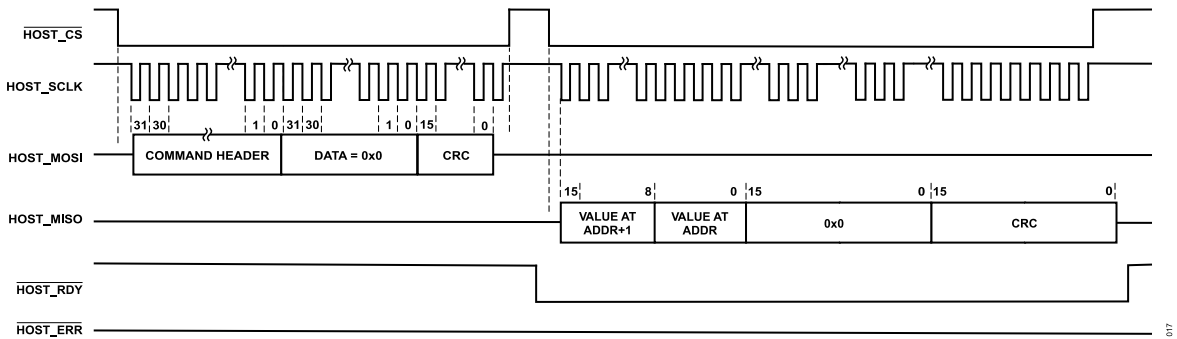 HOST_CS
HOST_SCLK
31 30 1 0 31 30 1 0 15 0
HOST_MOSI
COMMAND HEADER
DATA = 0x0
CRC
15 8 0 15 0 15 0
HOST_MISO
VALUE AT
ADDR+1
VALUE AT
ADDR
0x0
CRC
HOST_RDY
HOST_ERR
017